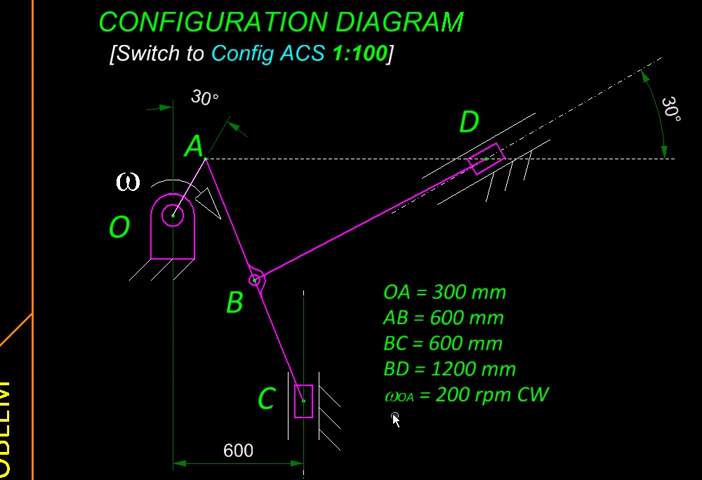 CONFIGURATION DIAGRAM
[Switch to Config ACS 1:100]
30°
30°
D
A
ω
O
B
OA = 300 mm
AB = 600 mm
BC = 600 mm
BD = 1200 mm
C
ωOA = 200 rpm CW
600